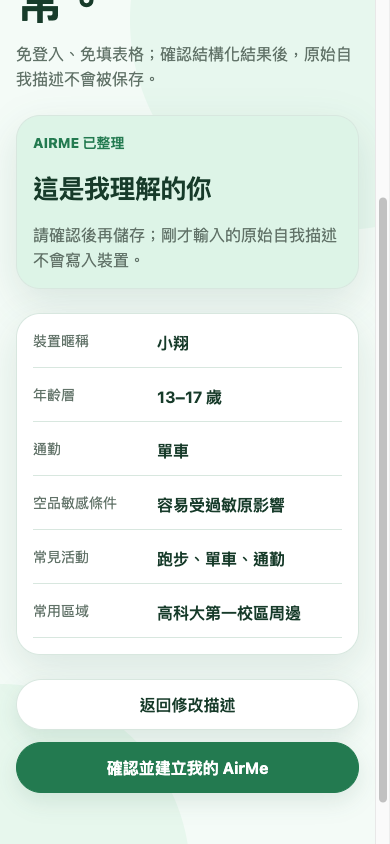 常。
免登入、免填表格；確認結構化結果後，原始自
我描述不會被保存。
AIRME 已整理
這是我理解的你
請確認後再儲存；剛才輸入的原始自我描述
不會寫入裝置。
裝置暱稱 小翔
年齡層 13–17 歲
通勤 單車
空品敏感條件 容易受過敏原影響
常見活動 跑步、單車、通勤
常用區域 高科大第一校區周邊
返回修改描述
確認並建立我的 AirMe